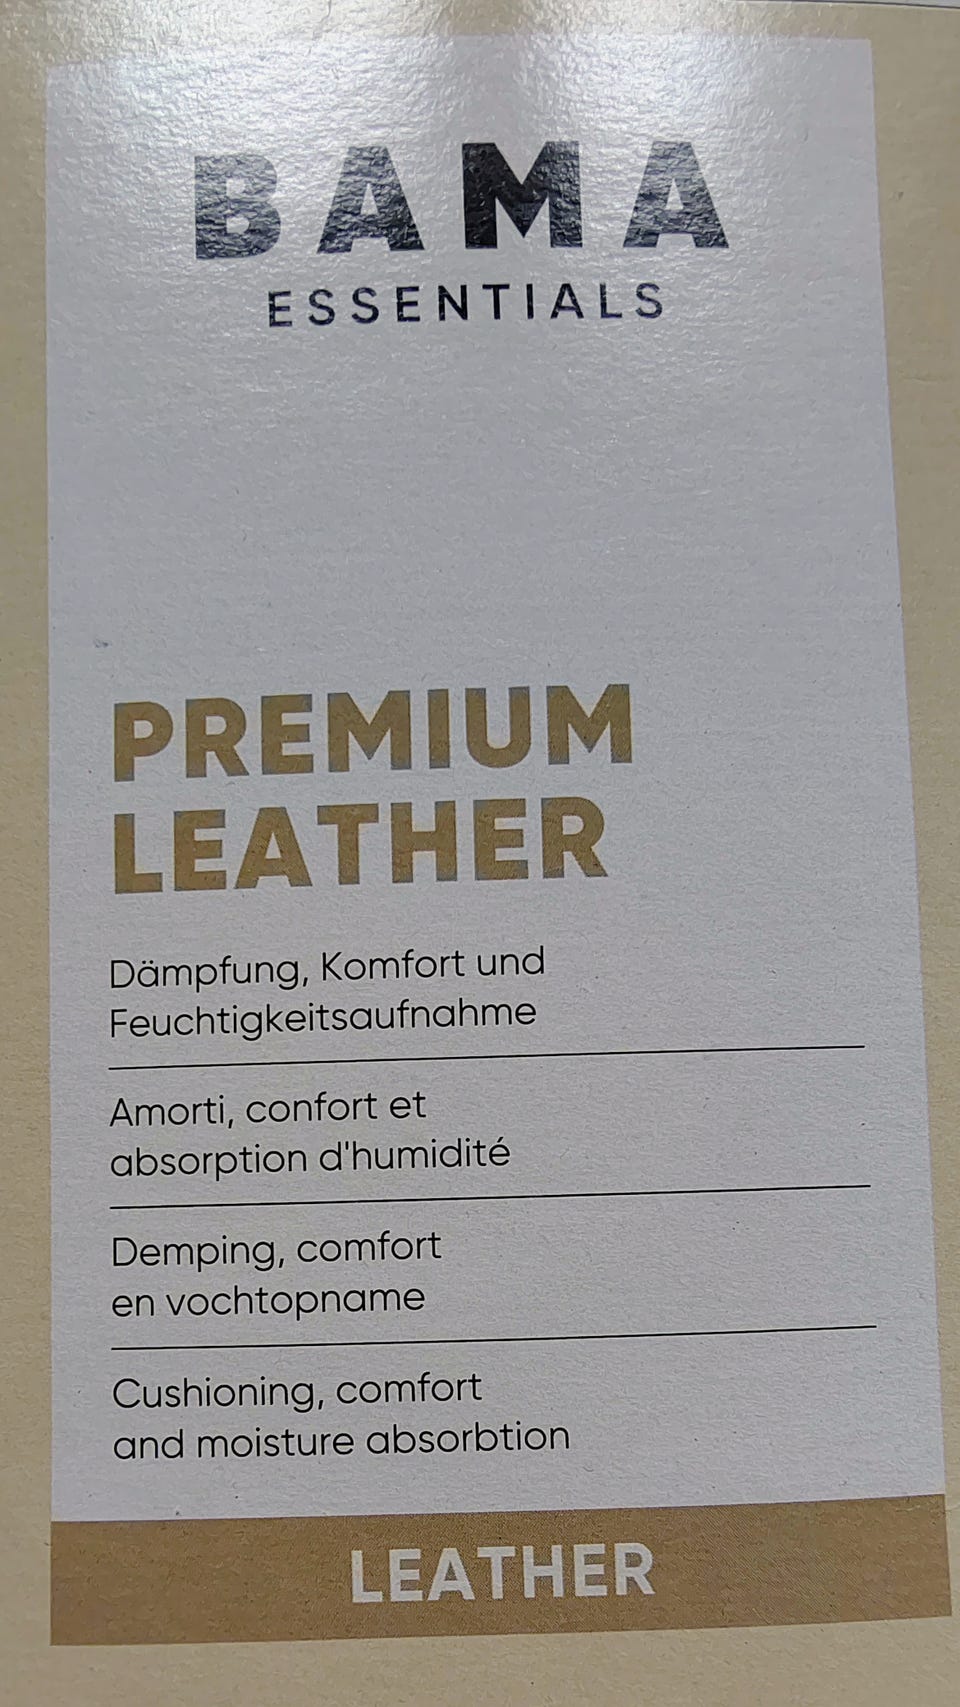 BAMA
ESSENTIALS
PREMIUM
LEATHER
Dämpfung, Komfort und
Feuchtigkeitsaufnahme
Amorti, confort et
absorption d'humidité
Demping, comfort
en vochtopname
Cushioning, comfort
and moisture absorbtion
LEATHER